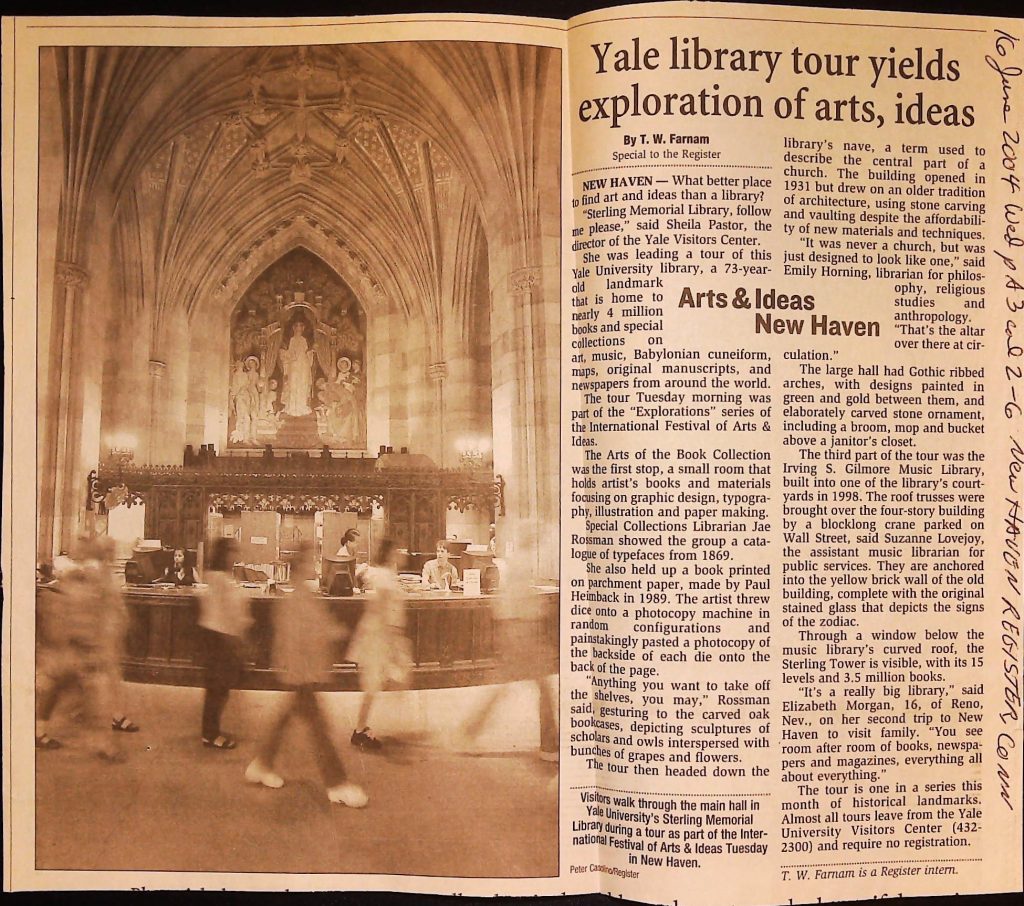 Yale library tour yields
exploration of arts, ideas
By T. W. Farnam
Special to the Register
NEW HAVEN — What better place
to find art and ideas than a library?
"Sterling Memorial Library, follow
me please," said Sheila Pastor, the
director of the Yale Visitors Center.
She was leading a tour of this
Yale University library, a 73-year-
old landmark
that is home to
nearly 4 million
books and special
collections on
art, music, Babylonian cuneiform,
maps, original manuscripts, and
newspapers from around the world.
The tour Tuesday morning was
part of the "Explorations" series of
the International Festival of Arts &
Ideas.
The Arts of the Book Collection
was the first stop, a small room that
holds artist's books and materials
focusing on graphic design, typogra-
phy, illustration and paper making.
Special Collections Librarian Jae
Rossman showed the group a cata-
logue of typefaces from 1869.
She also held up a book printed
on parchment paper, made by Paul
Heimback in 1989. The artist threw
dice onto a photocopy machine in
random configurations and
painstakingly pasted a photocopy of
the backside of each die onto the
back of the page.
"Anything you want to take off
the shelves, you may," Rossman
said, gesturing to the carved oak
bookcases, depicting sculptures of
scholars and owls interspersed with
bunches of grapes and flowers.
The tour then headed down the
Arts & Ideas
New Haven
library's nave, a term used to
describe the central part of a
church. The building opened in
1931 but drew on an older tradition
of architecture, using stone carving
and vaulting despite the affordabili-
ty of new materials and techniques.
"It was never a church, but was
just designed to look like one," said
Emily Horning, librarian for philos-
ophy, religious
studies and
anthropology.
"That's the altar
over there at cir-
culation."
The large hall had Gothic ribbed
arches, with designs painted in
green and gold between them, and
elaborately carved stone ornament,
including a broom, mop and bucket
above a janitor's closet.
The third part of the tour was the
Irving S. Gilmore Music Library,
built into one of the library's court-
yards in 1998. The roof trusses were
brought over the four-story building
by a blocklong crane parked on
Wall Street, said Suzanne Lovejoy,
the assistant music librarian for
public services. They are anchored
into the yellow brick wall of the old
building, complete with the original
stained glass that depicts the signs
of the zodiac.
Through a window below the
music library's curved roof, the
Sterling Tower is visible, with its 15
levels and 3.5 million books.
"It's a really big library," said
Elizabeth Morgan, 16, of Reno,
Nev., on her second trip to New
Haven to visit family. "You see
room after room of books, newspa-
pers and magazines, everything all
about everything."
The tour is one in a series this
month of historical landmarks.
Almost all tours leave from the Yale
University Visitors Center (432-
2300) and require no registration.
T. W. Farnam is a Register intern.
Visitors walk through the main hall in
Yale University's Sterling Memorial
Library during a tour as part of the Inter-
national Festival of Arts & Ideas Tuesday
in New Haven.
Peter Casolino/Register
16 June 2004 Wed p A3 col 2-6 New HAVEN REGISTER Conn